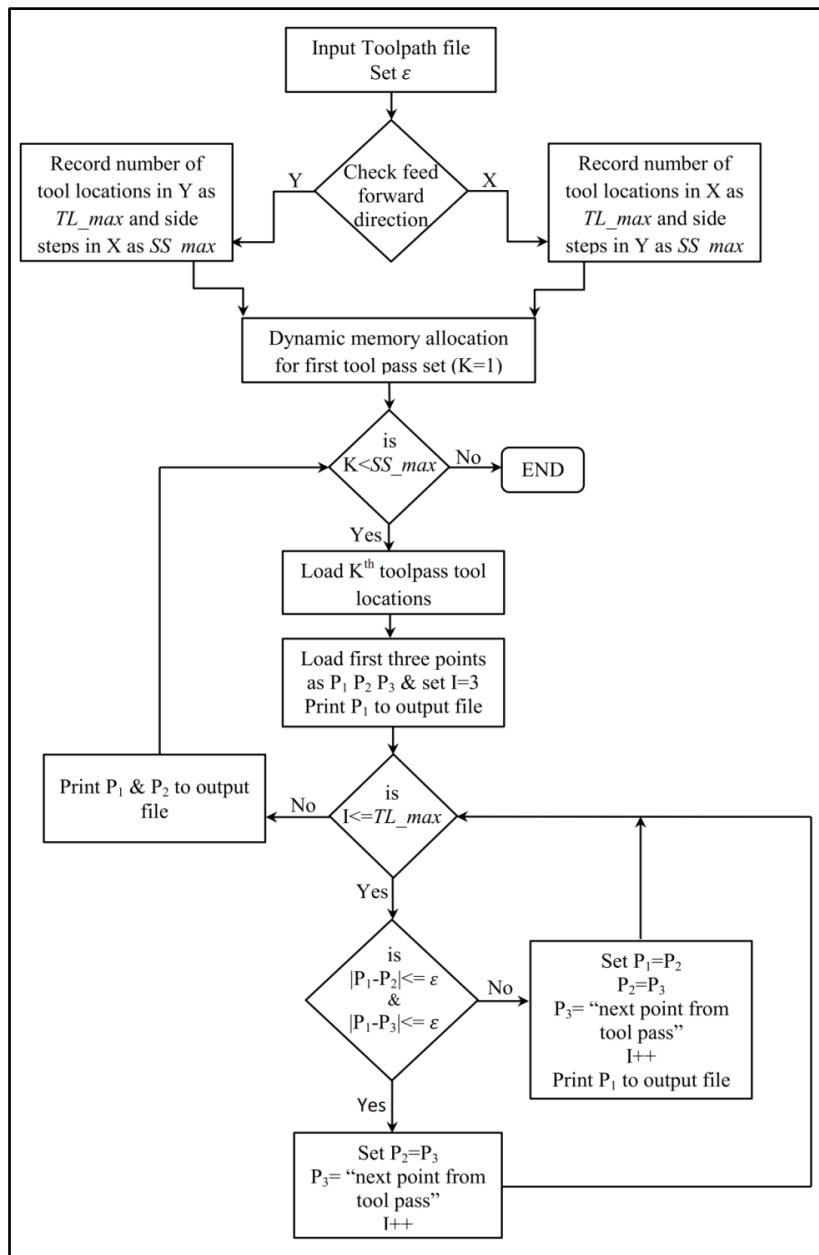 Input Toolpath file
Set ε
Check feed
forward
direction
Y
X
Record number of
tool locations in Y as
TL_max and side
steps in X as SS_max
Record number of
tool locations in X as
TL_max and side
steps in Y as SS_max
Dynamic memory allocation
for first tool pass set (K=1)
is
K<SS_max
No
END
Yes
Load Kth toolpass tool
locations
Load first three points
as P1 P2 P3 & set I=3
Print P1 to output file
is
I<=TL_max
No
Print P1 & P2 to output
file
Yes
is
|P1-P2|<= ε
&
|P1-P3|<= ε
No
Set P1=P2
P2=P3
P3= “next point from
tool pass”
I++
Print P1 to output file
Yes
Set P2=P3
P3= “next point from
tool pass”
I++